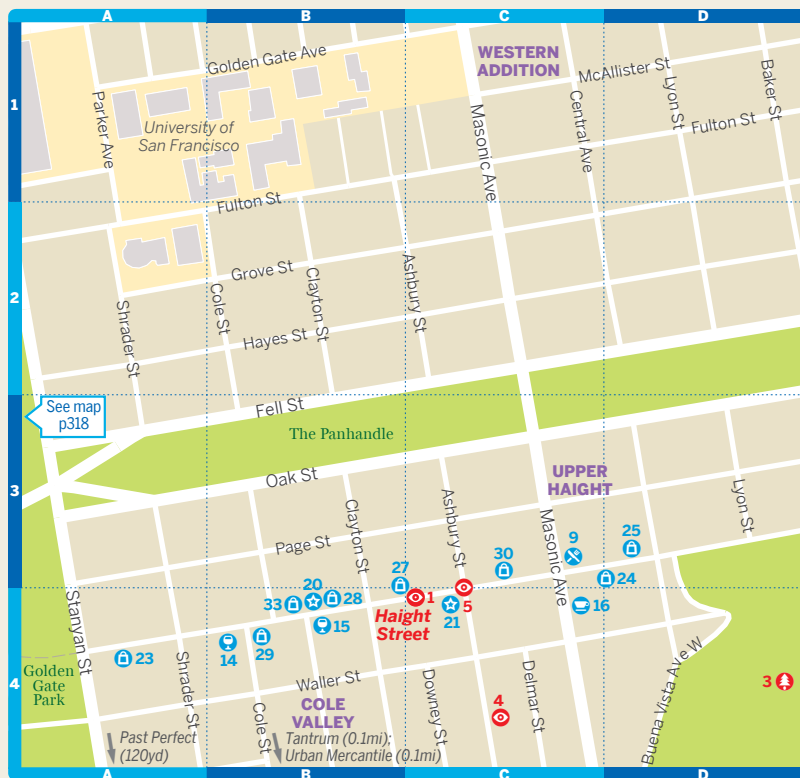 A B C D
1
2
3
4
WESTERN
ADDITION
Golden Gate Ave
McAllister St
Parker Ave
University of
San Francisco
Masonic Ave
Central Ave
Lyon St
Baker St
Fulton St
Fulton St
Grove St
Shrader St
Cole St
Clayton St
Ashbury St
Hayes St
See map
p318
Fell St
The Panhandle
Oak St
UPPER
HAIGHT
Page St
Clayton St
Ashbury St
Masonic Ave
Lyon St
30
9
25
27
24
20
33
28
1
5
16
Haight
Street
21
15
14
29
23
Stanyan St
Golden
Gate
Park
Shrader St
Cole St
Waller St
COLE
VALLEY
Downey St
Delmar St
4
Buena Vista Ave W
3
Past Perfect
(120yd)
Tantrum (0.1mi);
Urban Mercantile (0.1mi)
A B C D